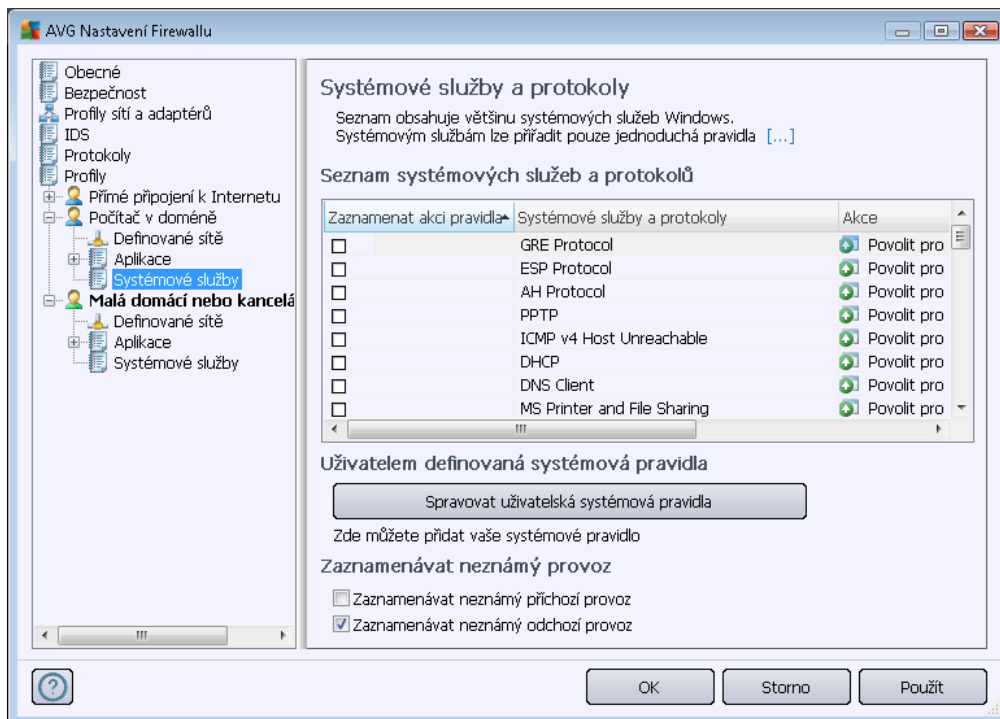 AVG Nastavení Firewallu
Obecné
Bezpečnost
Profily sítí a adaptérů
IDS
Protokoly
Profily
Přímé připojení k Internetu
Počítač v doméně
Definované sítě
Aplikace
Systémové služby
Malá domácí nebo kancelá
Definované sítě
Aplikace
Systémové služby
Systémové služby a protokoly
Seznam obsahuje většinu systémových služeb Windows.
Systémovým službám lze přiřadit pouze jednoduchá pravidla [...]
Seznam systémových služeb a protokolů
Zaznamenat akci pravidla Systémové služby a protokoly Akce
GRE Protocol Povolit pro
ESP Protocol Povolit pro
AH Protocol Povolit pro
PPTP Povolit pro
ICMP v4 Host Unreachable Povolit pro
DHCP Povolit pro
DNS Client Povolit pro
MS Printer and File Sharing Povolit pro
Uživatelem definovaná systémová pravidla
Spravovat uživatelská systémová pravidla
Zde můžete přidat vaše systémové pravidlo
Zaznamenávat neznámý provoz
Zaznamenávat neznámý příchozí provoz
Zaznamenávat neznámý odchozí provoz
OK Storno Použít